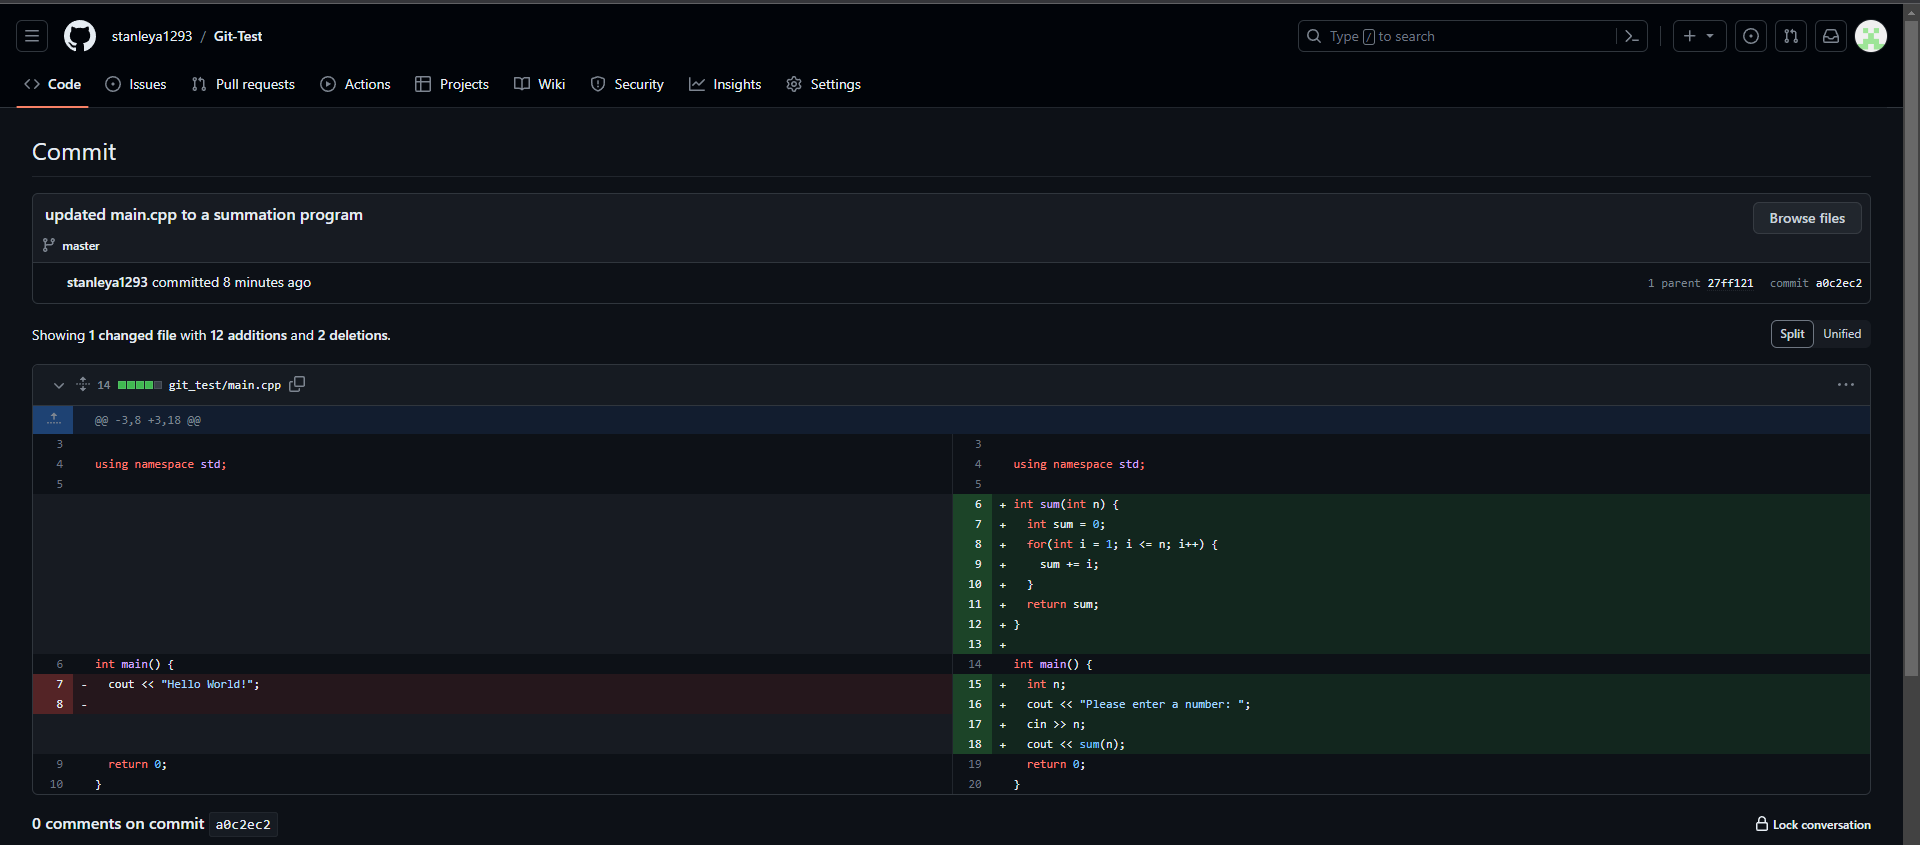 stanleya1293 / Git-Test
Type / to search
Code Issues Pull requests Actions Projects Wiki Security Insights Settings
Commit
updated main.cpp to a summation program
Browse files
master
stanleya1293 committed 8 minutes ago
1 parent 27ff121 commit a0c2ec2
Showing 1 changed file with 12 additions and 2 deletions.
Split Unified
14 git_test/main.cpp
@@ -3,8 +3,18 @@
3
4 using namespace std;
5
6 int main() {
7 - cout << "Hello World!";
8 -
9 return 0;
10 }
3
4 using namespace std;
5
6 + int sum(int n) {
7 + int sum = 0;
8 + for(int i = 1; i <= n; i++) {
9 + sum += i;
10 + }
11 + return sum;
12 + }
13 +
14 int main() {
15 + int n;
16 + cout << "Please enter a number: ";
17 + cin >> n;
18 + cout << sum(n);
19 return 0;
20 }
0 comments on commit a0c2ec2
Lock conversation